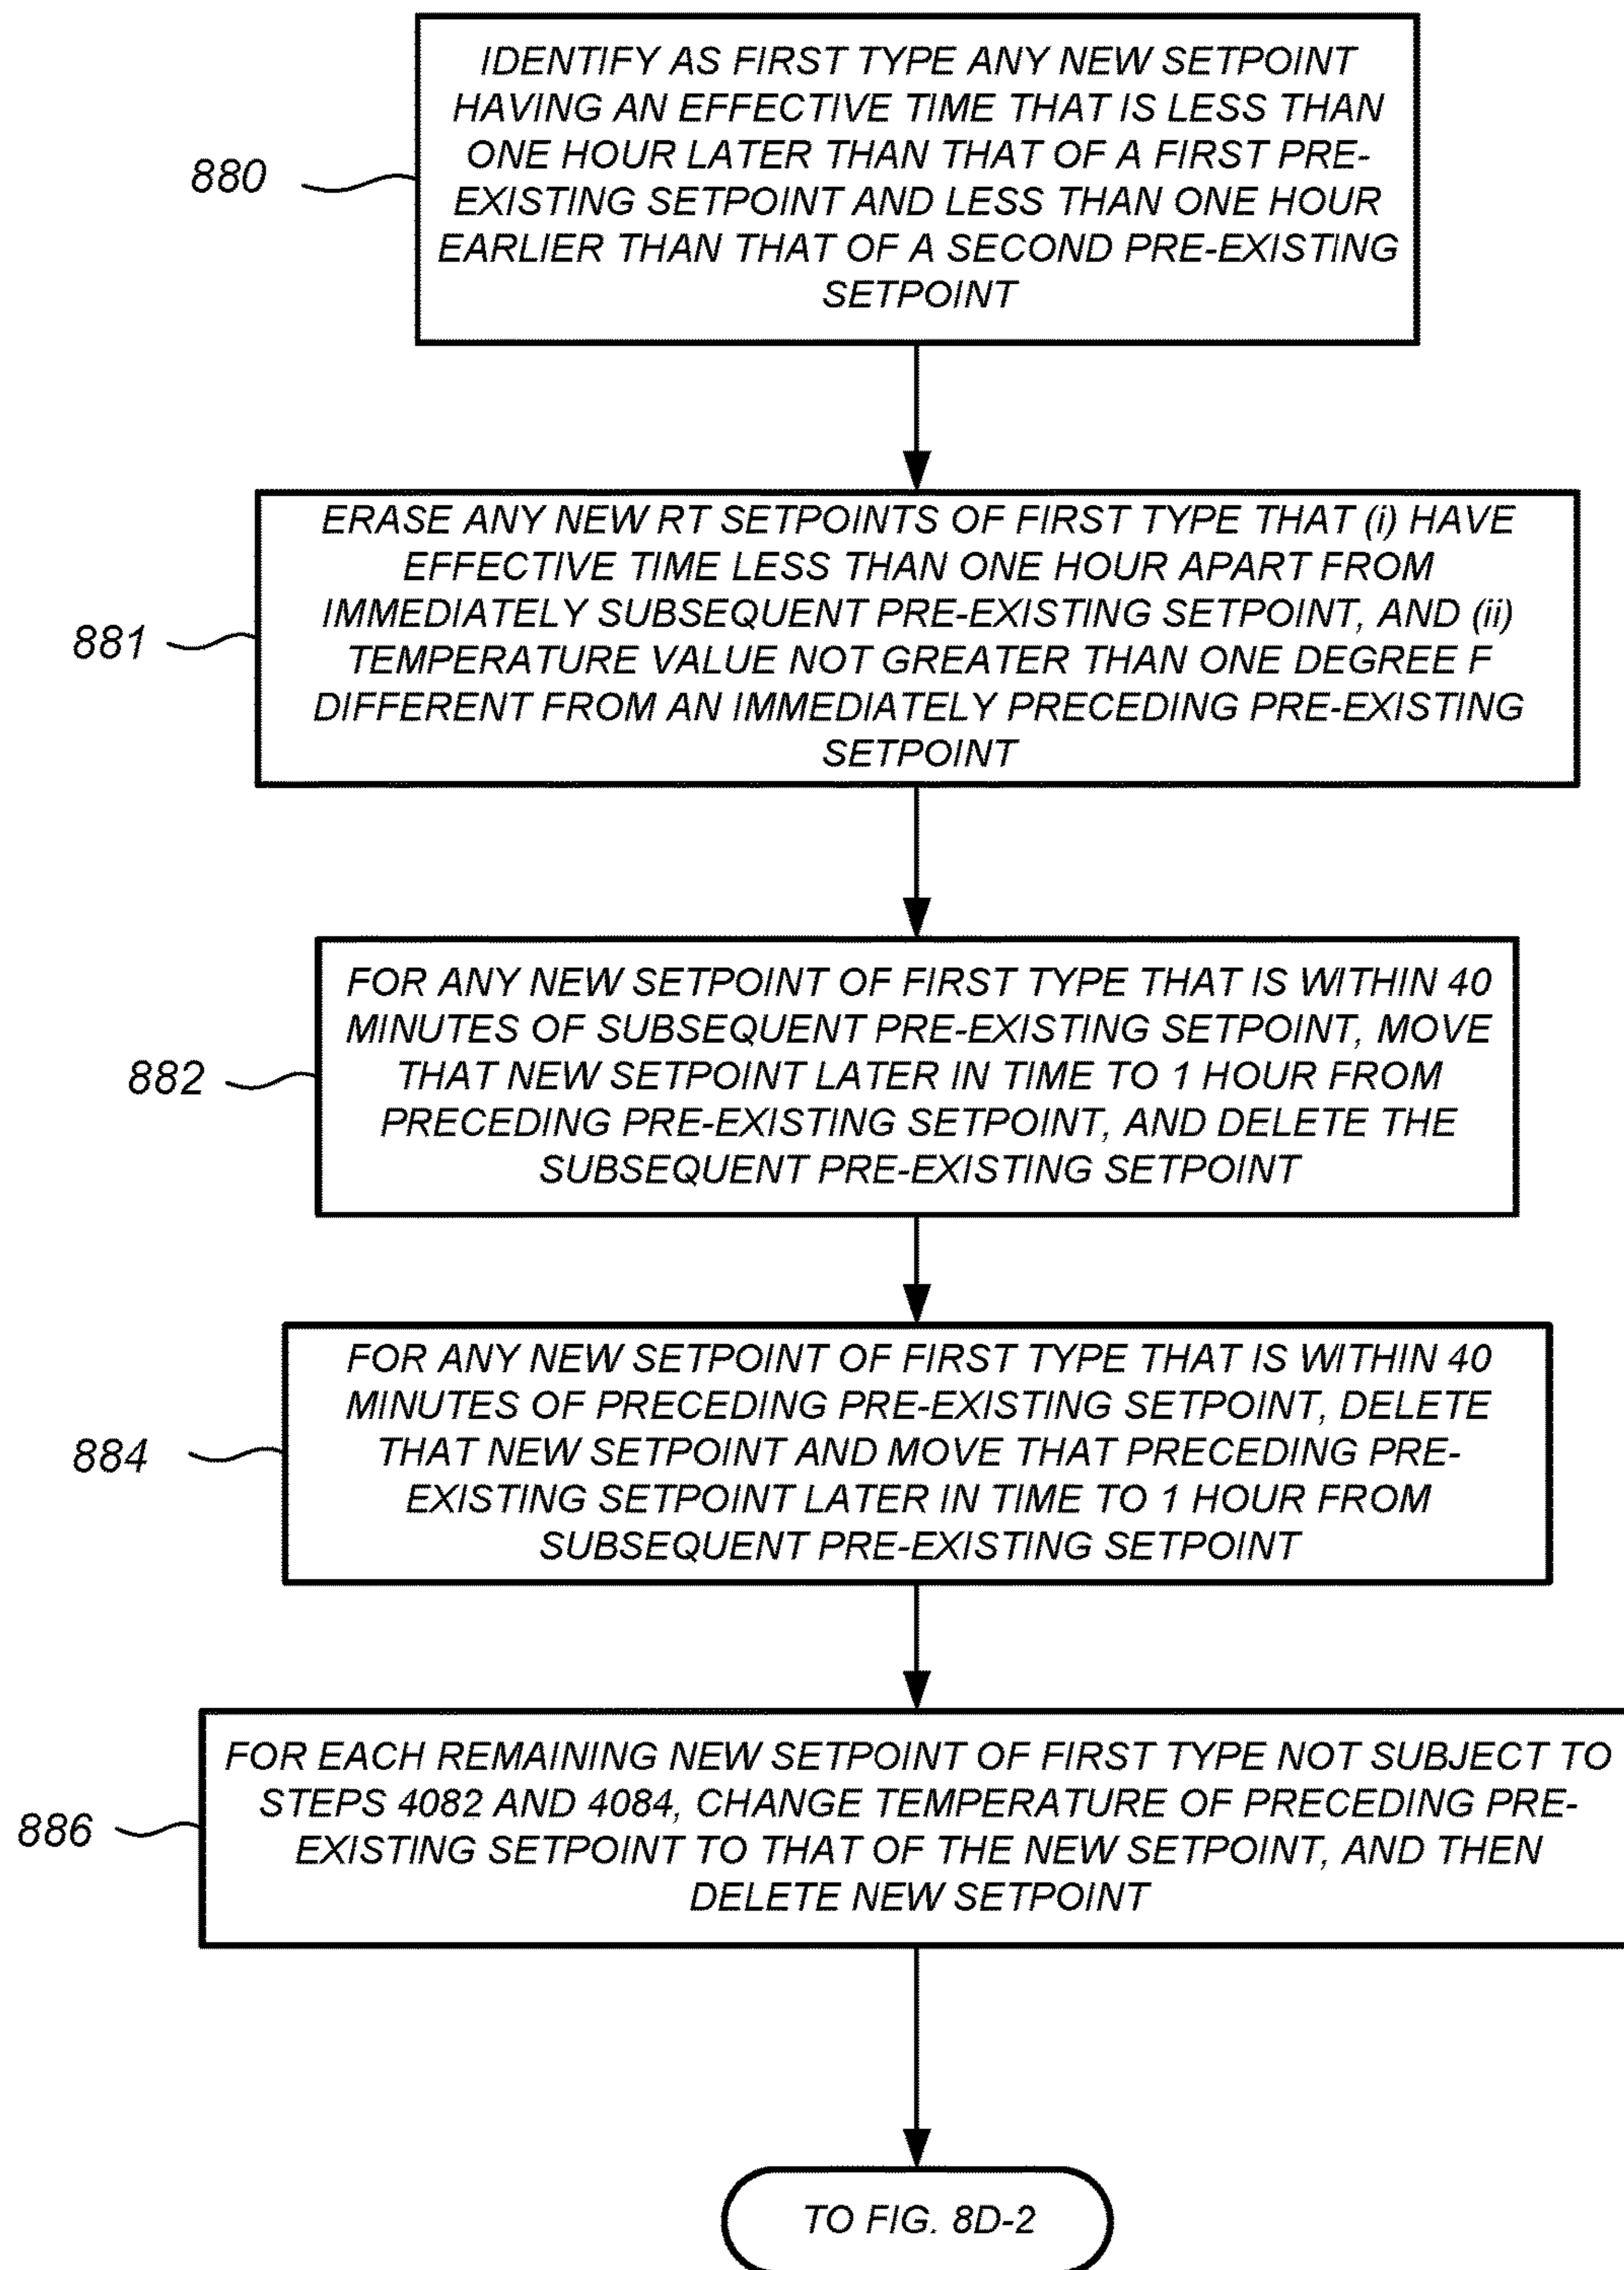 IDENTIFY AS FIRST TYPE ANY NEW SETPOINT
HAVING AN EFFECTIVE TIME THAT IS LESS THAN
ONE HOUR LATER THAN THAT OF A FIRST PRE-
EXISTING SETPOINT AND LESS THAN ONE HOUR
EARLIER THAN THAT OF A SECOND PRE-EXISTING
SETPOINT
880
ERASE ANY NEW RT SETPOINTS OF FIRST TYPE THAT (i) HAVE
EFFECTIVE TIME LESS THAN ONE HOUR APART FROM
IMMEDIATELY SUBSEQUENT PRE-EXISTING SETPOINT, AND (ii)
TEMPERATURE VALUE NOT GREATER THAN ONE DEGREE F
DIFFERENT FROM AN IMMEDIATELY PRECEDING PRE-EXISTING
SETPOINT
881
FOR ANY NEW SETPOINT OF FIRST TYPE THAT IS WITHIN 40
MINUTES OF SUBSEQUENT PRE-EXISTING SETPOINT, MOVE
THAT NEW SETPOINT LATER IN TIME TO 1 HOUR FROM
PRECEDING PRE-EXISTING SETPOINT, AND DELETE THE
SUBSEQUENT PRE-EXISTING SETPOINT
882
FOR ANY NEW SETPOINT OF FIRST TYPE THAT IS WITHIN 40
MINUTES OF PRECEDING PRE-EXISTING SETPOINT, DELETE
THAT NEW SETPOINT AND MOVE THAT PRECEDING PRE-
EXISTING SETPOINT LATER IN TIME TO 1 HOUR FROM
SUBSEQUENT PRE-EXISTING SETPOINT
884
FOR EACH REMAINING NEW SETPOINT OF FIRST TYPE NOT SUBJECT TO
STEPS 4082 AND 4084, CHANGE TEMPERATURE OF PRECEDING PRE-
EXISTING SETPOINT TO THAT OF THE NEW SETPOINT, AND THEN
DELETE NEW SETPOINT
886
TO FIG. 8D-2